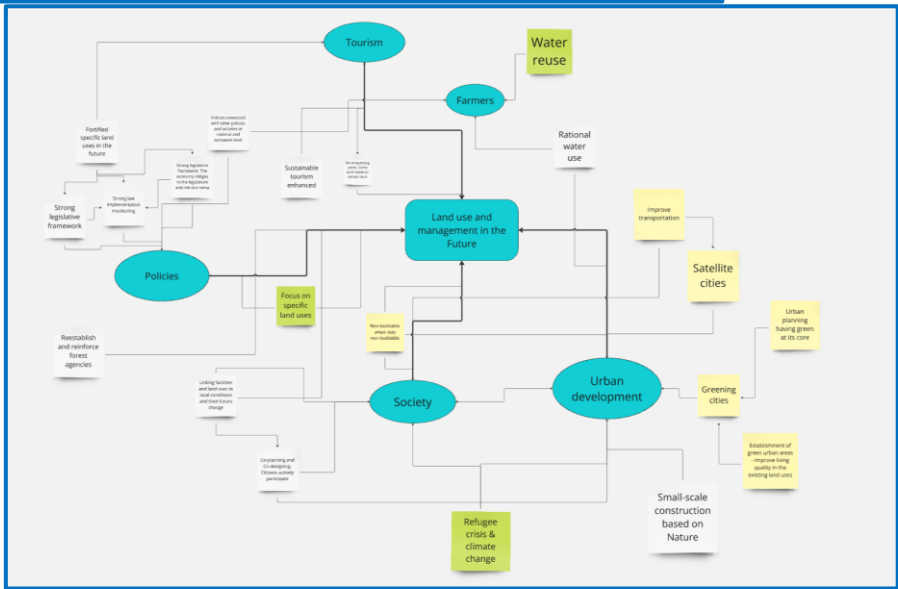 Tourism
Water
reuse
Farmers
Fortified
specific land
uses in the
future
Policies connected
with other policies
and activities at
national and
european level
Rational
water
use
Strong legislative
framework. The
economy obliges
to the legislature
and not vice versa
Sustainable
tourism
enhanced
Strong law
implementation
monitoring
Strong
legislative
framework
Improve
transportation
Land use and
management in the
Future
Satellite
cities
Policies
Focus on
specific
land uses
Urban
planning
having green
at its core
Non buildable
areas stay
non buildable
Reestablish
and reinforce
forest
agencies
Linking facilities
and land uses to
local conditions
and their future
change
Society
Urban
development
Greening
cities
Establishment of
green urban areas
- improve living
quality in the
existing land uses
Co-planning and
Co-designing.
Citizens actively
participate
Small-scale
construction
based on
Nature
Refugee
crisis &
climate
change